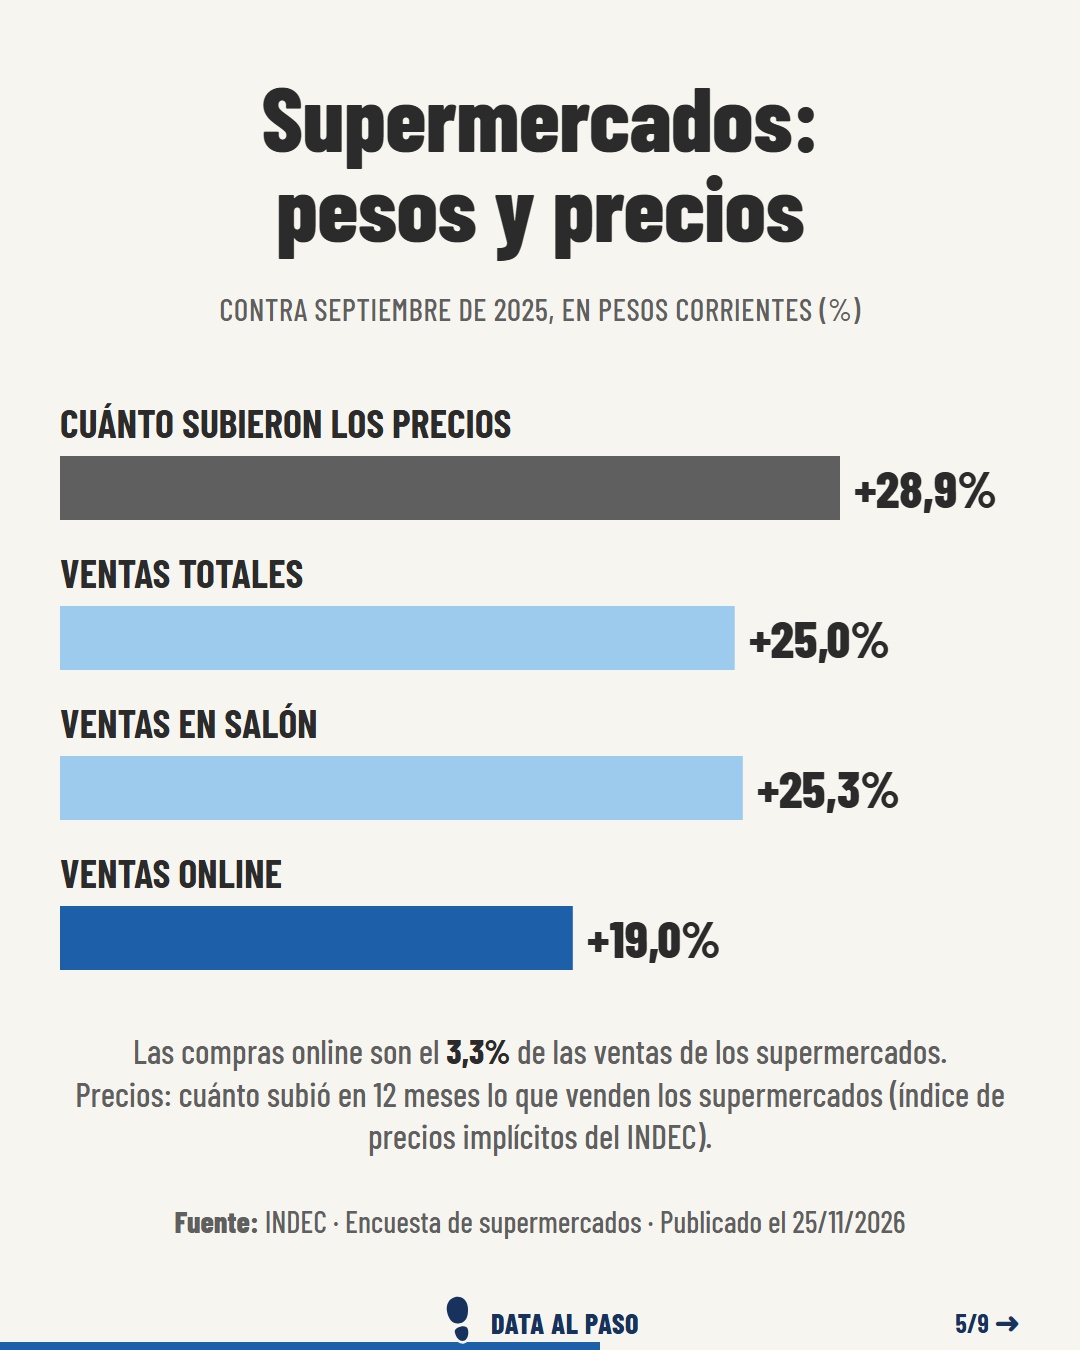 Supermercados:
pesos y precios
CONTRA SEPTIEMBRE DE 2025, EN PESOS CORRIENTES (%)
CUÁNTO SUBIERON LOS PRECIOS
+28,9%
VENTAS TOTALES
+25,0%
VENTAS EN SALÓN
+25,3%
VENTAS ONLINE
+19,0%
Las compras online son el 3,3% de las ventas de los supermercados.
Precios: cuánto subió en 12 meses lo que venden los supermercados (índice de
precios implícitos del INDEC).
Fuente: INDEC · Encuesta de supermercados · Publicado el 25/11/2026
DATA AL PASO
5/9 →